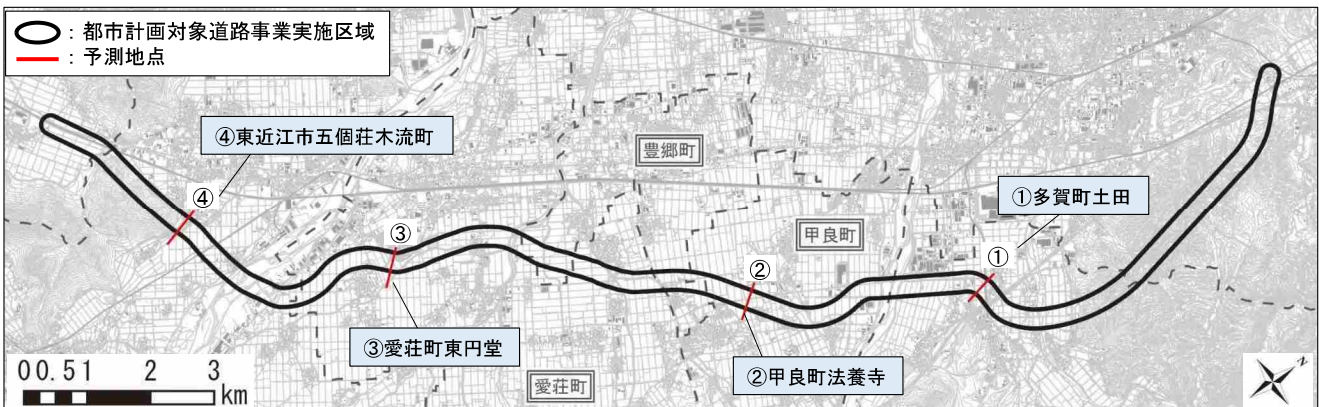 ：都市計画対象道路事業実施区域
：予測地点
④東近江市五個荘木流町
豊郷町
①多賀町土田
④
③
甲良町
②
①
③愛荘町東円堂
②甲良町法養寺
愛荘町
0 0.5 1 2 3
km
N